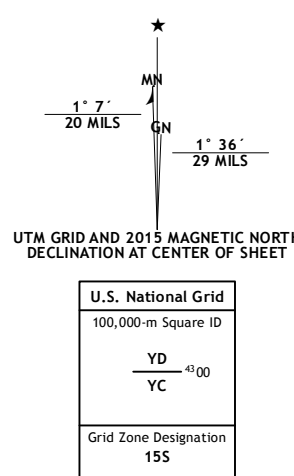 ★
MN
1° 7´
20 MILS
GN
1° 36´
29 MILS
UTM GRID AND 2015 MAGNETIC NORTH
DECLINATION AT CENTER OF SHEET
U.S. National Grid
100,000-m Square ID
YD
4300
YC
Grid Zone Designation
15S